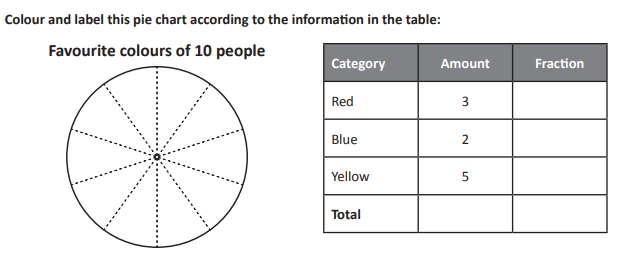 Colour and label this pie chart according to the information in the table:
Favourite colours of 10 people
Category Amount Fraction
Red 3
Blue 2
Yellow 5
Total